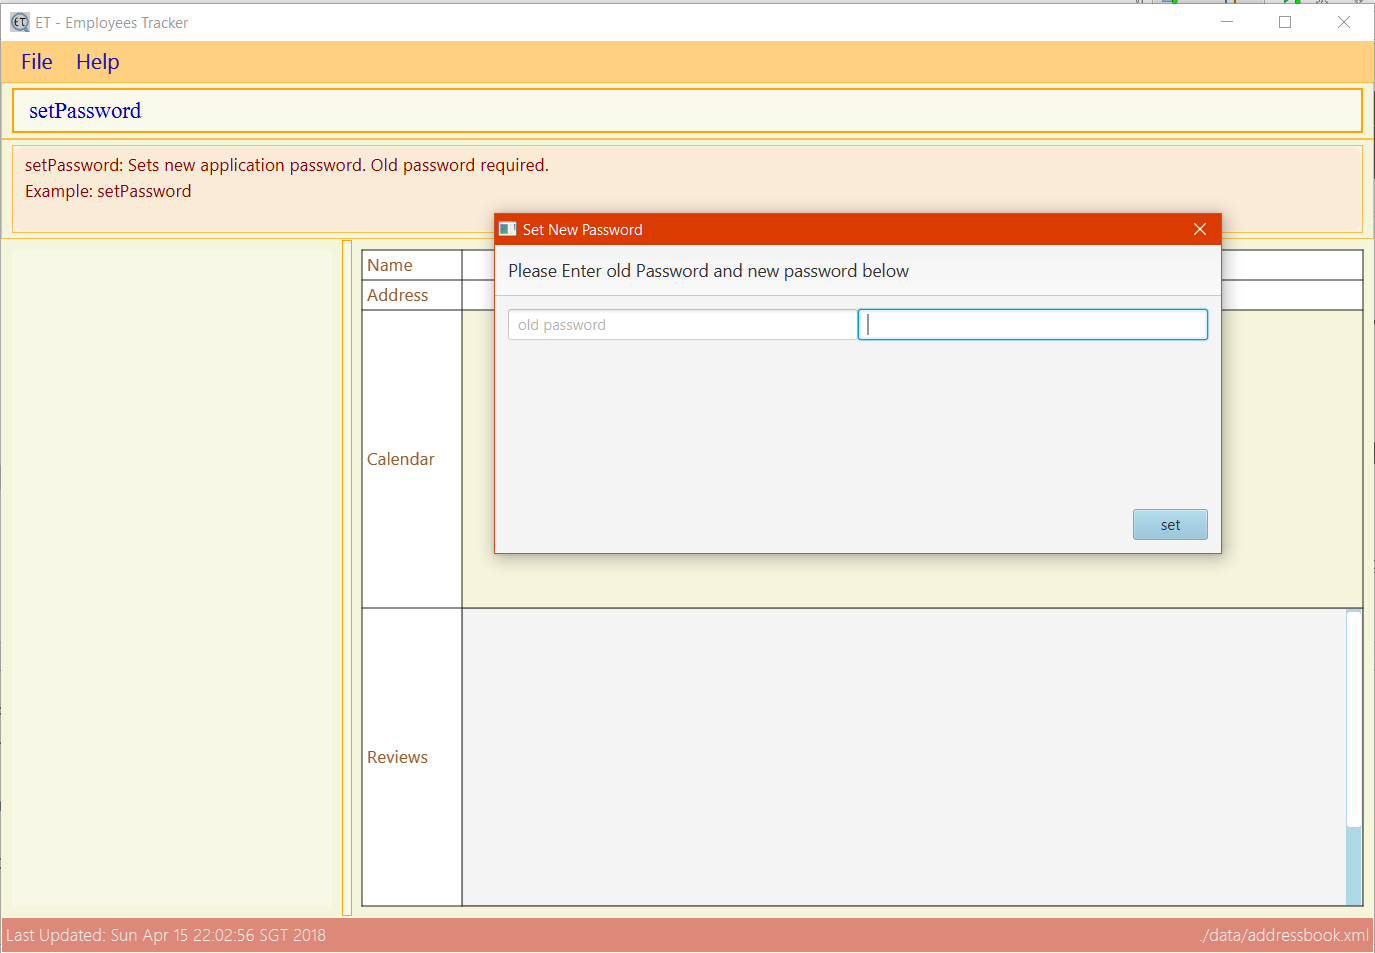 ET - Employees Tracker
File Help
setPassword
setPassword: Sets new application password. Old password required.
Example: setPassword
Set New Password
Please Enter old Password and new password below
old password
set
Name
Address
Calendar
Reviews
Last Updated: Sun Apr 15 22:02:56 SGT 2018
./data/addressbook.xml